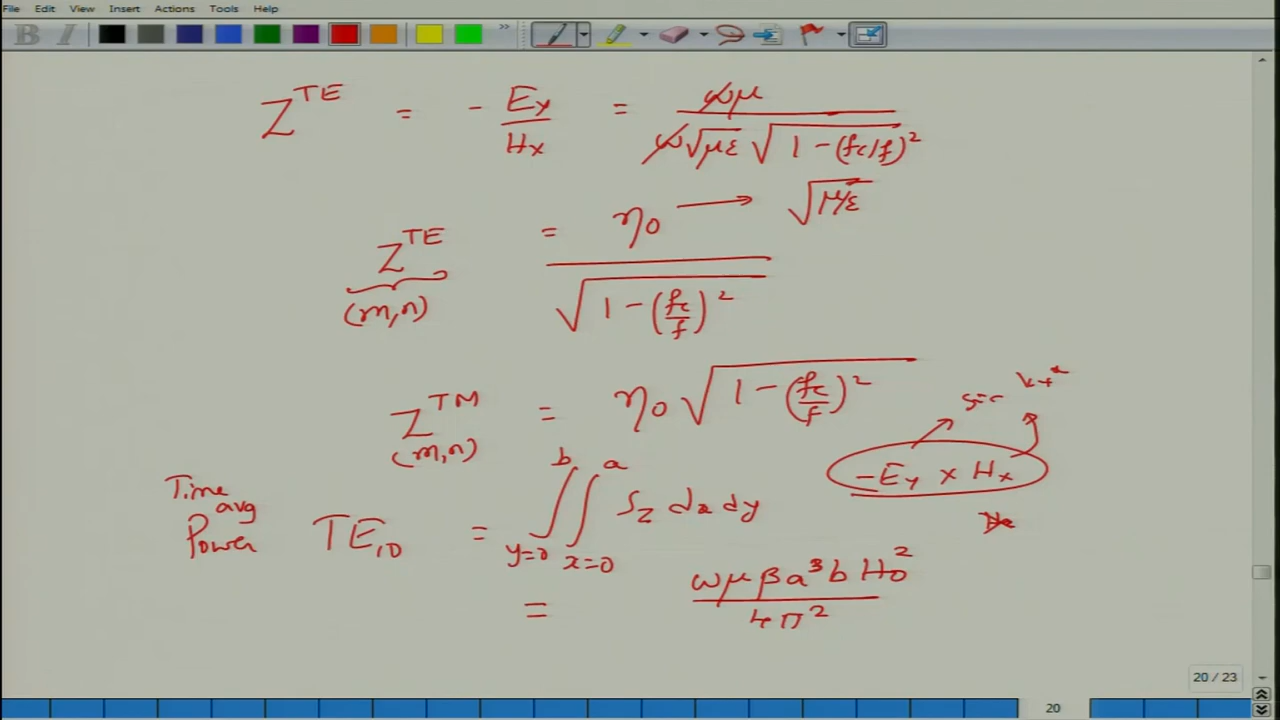 File Edit View Insert Actions Tools Help
B I
Z^TE = - Ey/Hx = ωμ / ω√με √1 - (fc/f)²
Z^TE (m,n) = η0 / √1 - (fc/f)² → √μ/ε
Z^TM (m,n) = η0 √1 - (fc/f)²
-Ey × Hx
Time avg Power TE10 = ∫ y=0 b ∫ x=0 a Sz dx dy
= ωμβa³bH0² / 4π²
20 / 23
20